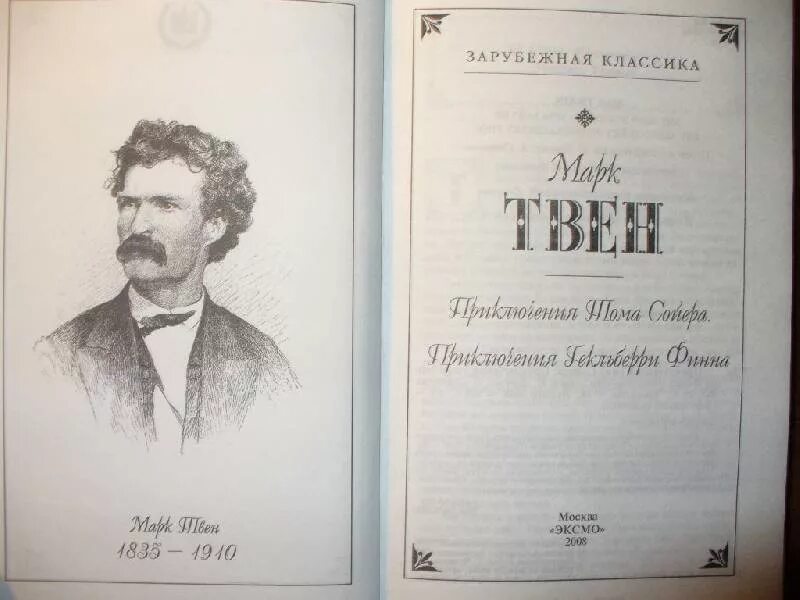 Марк Твен
1835 — 1910
ЗАРУБЕЖНАЯ КЛАССИКА
Марк
ТВЕН
Приключения Тома Сойера.
Приключения Гекльберри Финна
Москва
«ЭКСМО»
2008